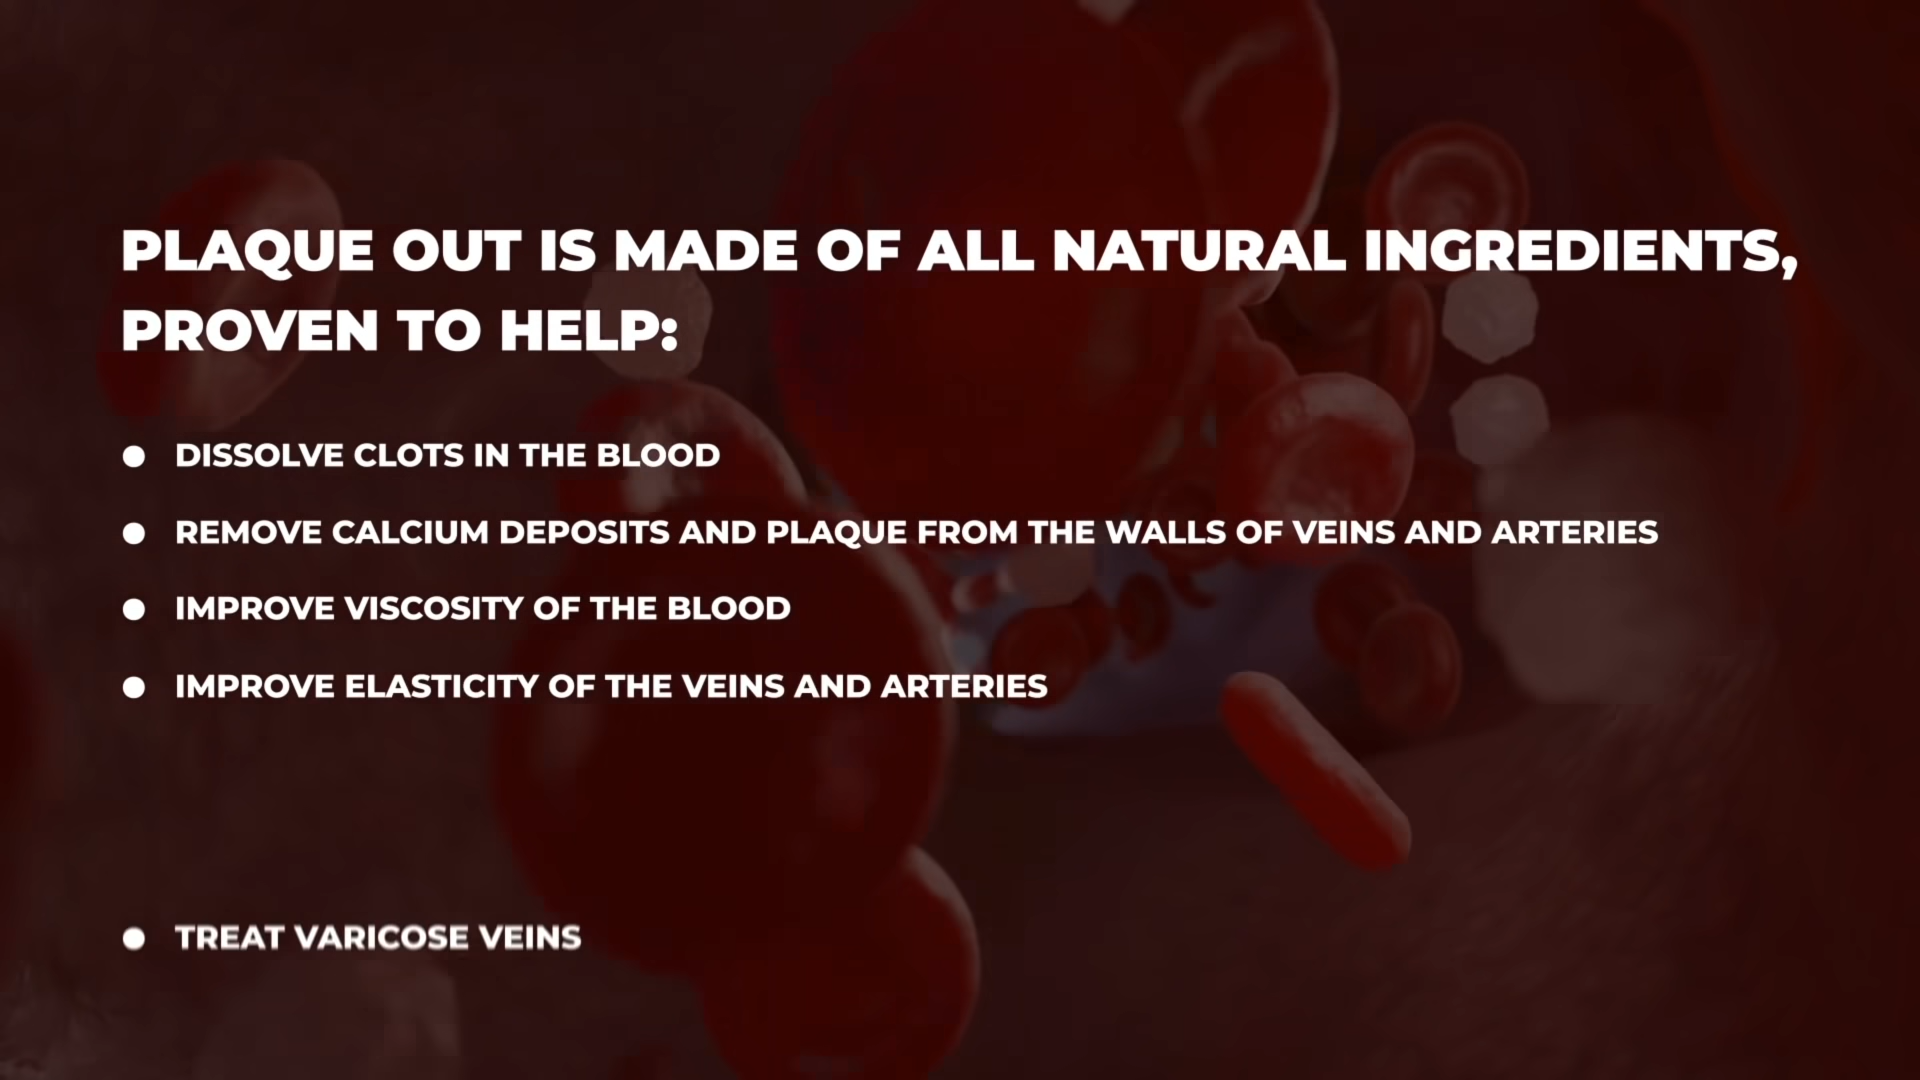 PLAQUE OUT IS MADE OF ALL NATURAL INGREDIENTS,
PROVEN TO HELP:
● DISSOLVE CLOTS IN THE BLOOD
● REMOVE CALCIUM DEPOSITS AND PLAQUE FROM THE WALLS OF VEINS AND ARTERIES
● IMPROVE VISCOSITY OF THE BLOOD
● IMPROVE ELASTICITY OF THE VEINS AND ARTERIES
● TREAT VARICOSE VEINS